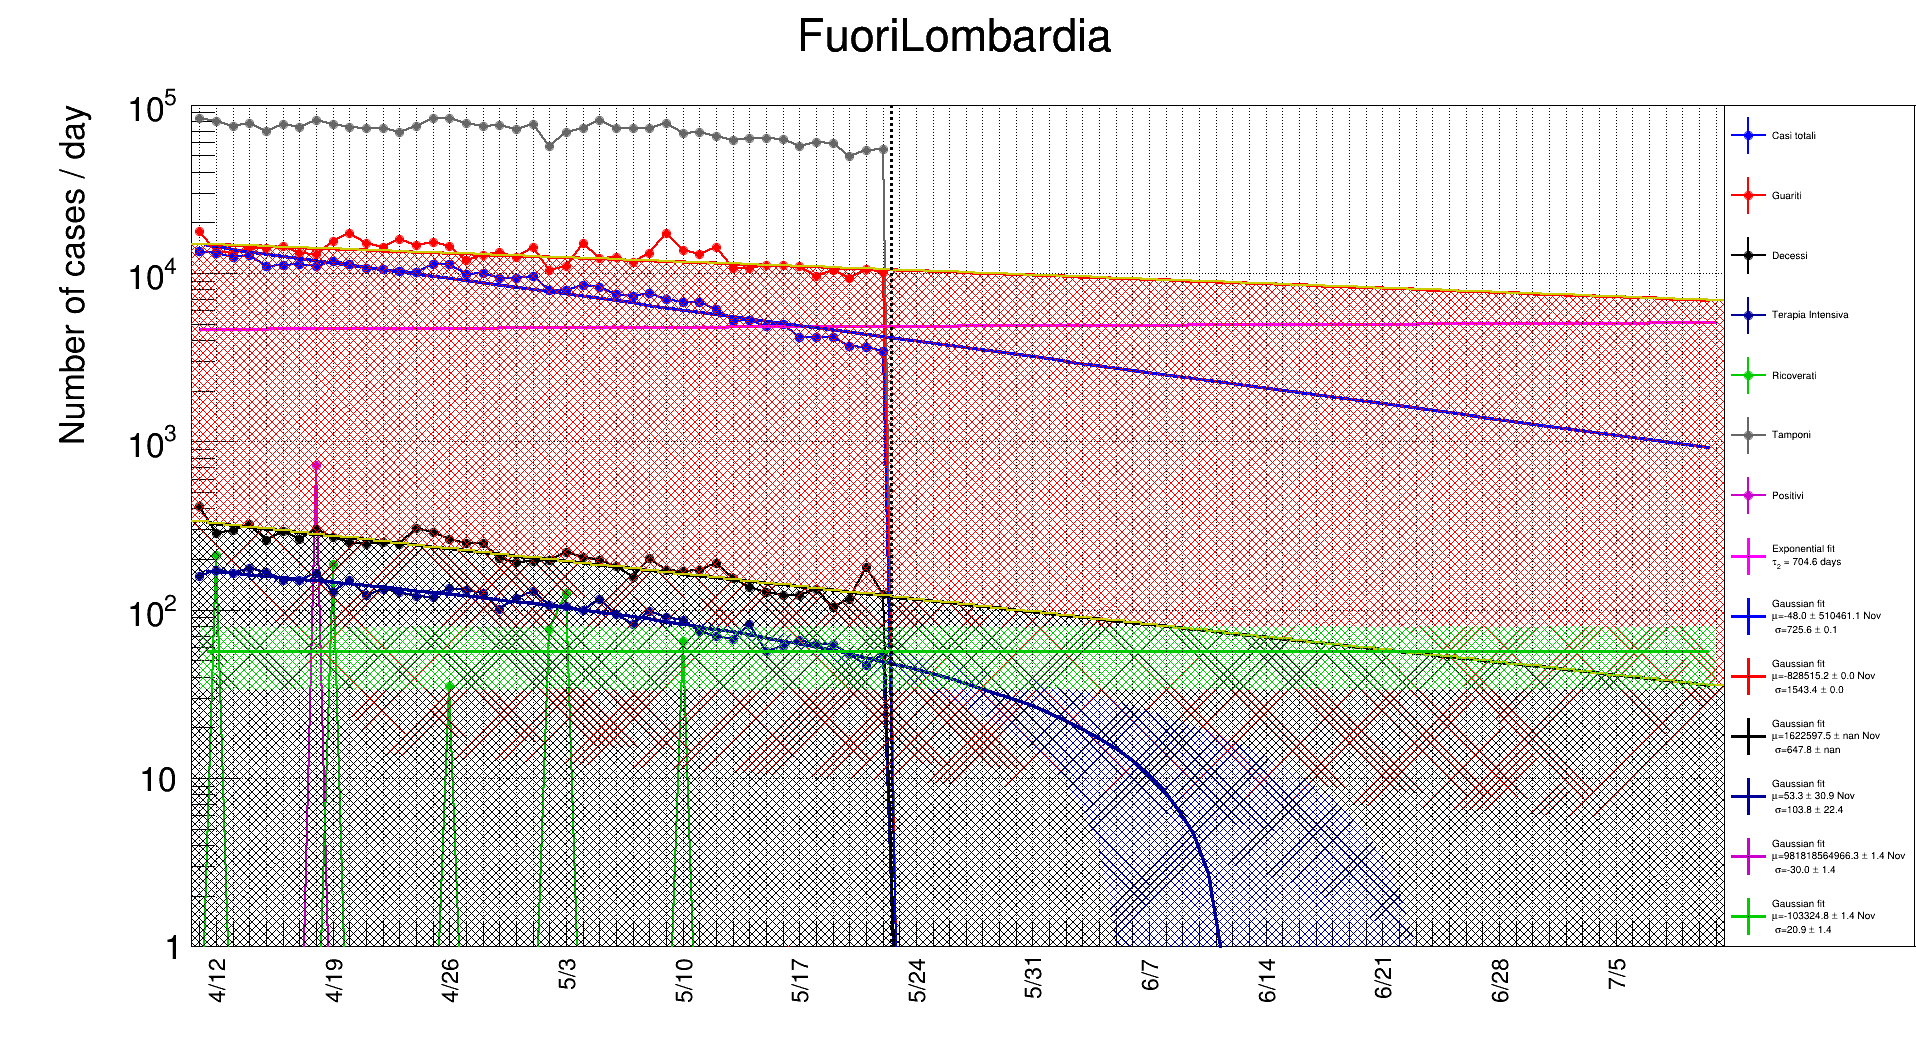 FuoriLombardia
Number of cases / day
10^5
10^4
10^3
10^2
10
1
4/12
4/19
4/26
5/3
5/10
5/17
5/24
5/31
6/7
6/14
6/21
6/28
7/5
Casi totali
Guariti
Decessi
Terapia Intensiva
Ricoverati
Tamponi
Positivi
Exponential fit
τ₂ = 704.6 days
Gaussian fit
μ=-48.0 ± 510461.1 Nov
σ=725.6 ± 0.1
Gaussian fit
μ=-828515.2 ± 0.0 Nov
σ=1543.4 ± 0.0
Gaussian fit
μ=1622597.5 ± nan Nov
σ=647.8 ± nan
Gaussian fit
μ=53.3 ± 30.9 Nov
σ=103.8 ± 22.4
Gaussian fit
μ=981818564966.3 ± 1.4 Nov
σ=-30.0 ± 1.4
Gaussian fit
μ=-103324.8 ± 1.4 Nov
σ=20.9 ± 1.4